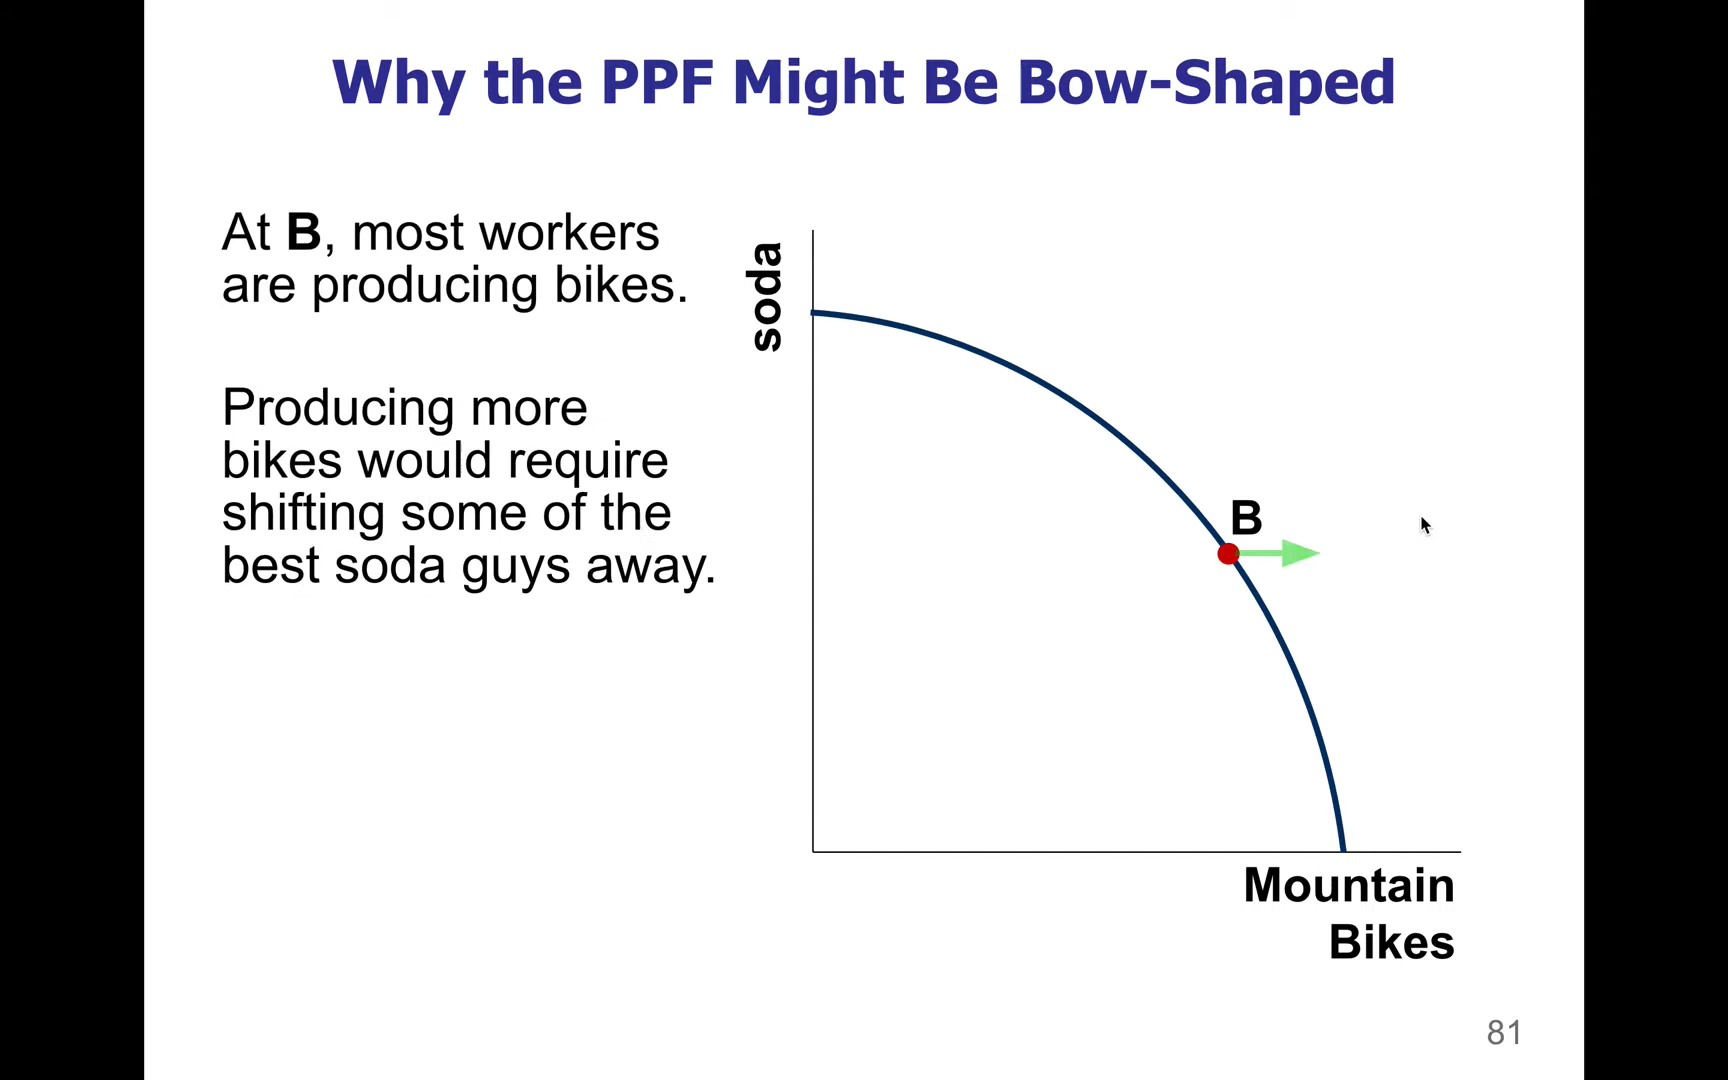 Why the PPF Might Be Bow-Shaped
At B, most workers
are producing bikes.
Producing more
bikes would require
shifting some of the
best soda guys away.
soda
B
Mountain
Bikes
81